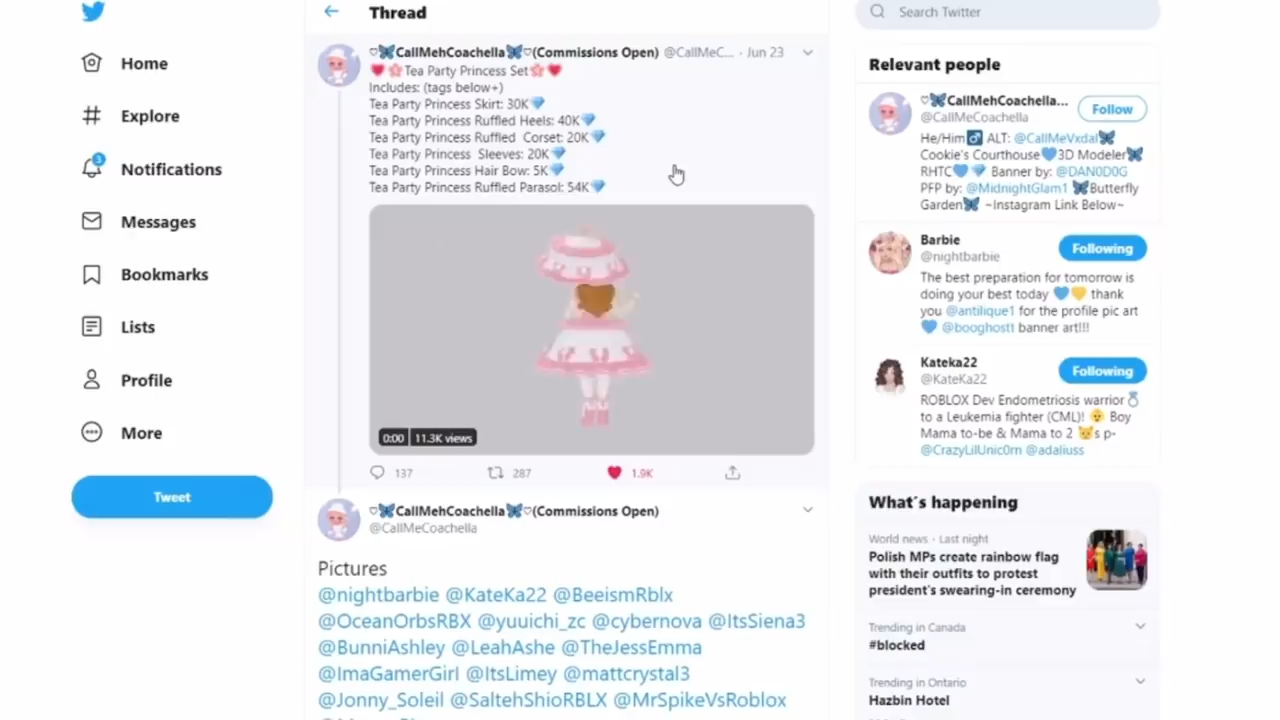 Home
Explore
3
Notifications
Messages
Bookmarks
Lists
Profile
More
Tweet
Thread
♡🦋CallMehCoachella🦋♡(Commissions Open) @CallMeC... · Jun 23
💗🌸Tea Party Princess Set🌸💗
Includes: (tags below+)
Tea Party Princess Skirt: 30K💎
Tea Party Princess Ruffled Heels: 40K💎
Tea Party Princess Ruffled Corset: 20K💎
Tea Party Princess Sleeves: 20K💎
Tea Party Princess Hair Bow: 5K💎
Tea Party Princess Ruffled Parasol: 54K💎
0:00 11.3K views
137 287 1.9K
♡🦋CallMehCoachella🦋♡(Commissions Open)
@CallMeCoachella
Pictures
@nightbarbie @KateKa22 @BeeismRblx
@OceanOrbsRBX @yuuichi_zc @cybernova @ItsSiena3
@BunniAshley @LeahAshe @TheJessEmma
@ImaGamerGirl @ItsLimey @mattcrystal3
@Jonny_Soleil @SaltehShioRBLX @MrSpikeVsRoblox
Search Twitter
Relevant people
♡🦋CallMehCoachella...
Follow
@CallMeCoachella
He/Him♂️ ALT: @CallMeVxdal🦋
Cookie's Courthouse💙3D Modeler🦋
RHTC💙💎 Banner by: @DAN0D0G
PFP by: @MidnightGlam1 🦋Butterfly
Garden🦋 ~Instagram Link Below~
Barbie
Following
@nightbarbie
The best preparation for tomorrow is
doing your best today 💙💛 thank
you @antilique1 for the profile pic art
💙 @booghost1 banner art!!!
Kateka22
Following
@KateKa22
ROBLOX Dev Endometriosis warrior
to a Leukemia fighter (CML)! 👶 Boy
Mama to-be & Mama to 2 🐱s p-
@CrazyLilUnic0rn @adaliuss
What's happening
World news · Last night
Polish MPs create rainbow flag
with their outfits to protest
president's swearing-in ceremony
Trending in Canada
#blocked
Trending in Ontario
Hazbin Hotel